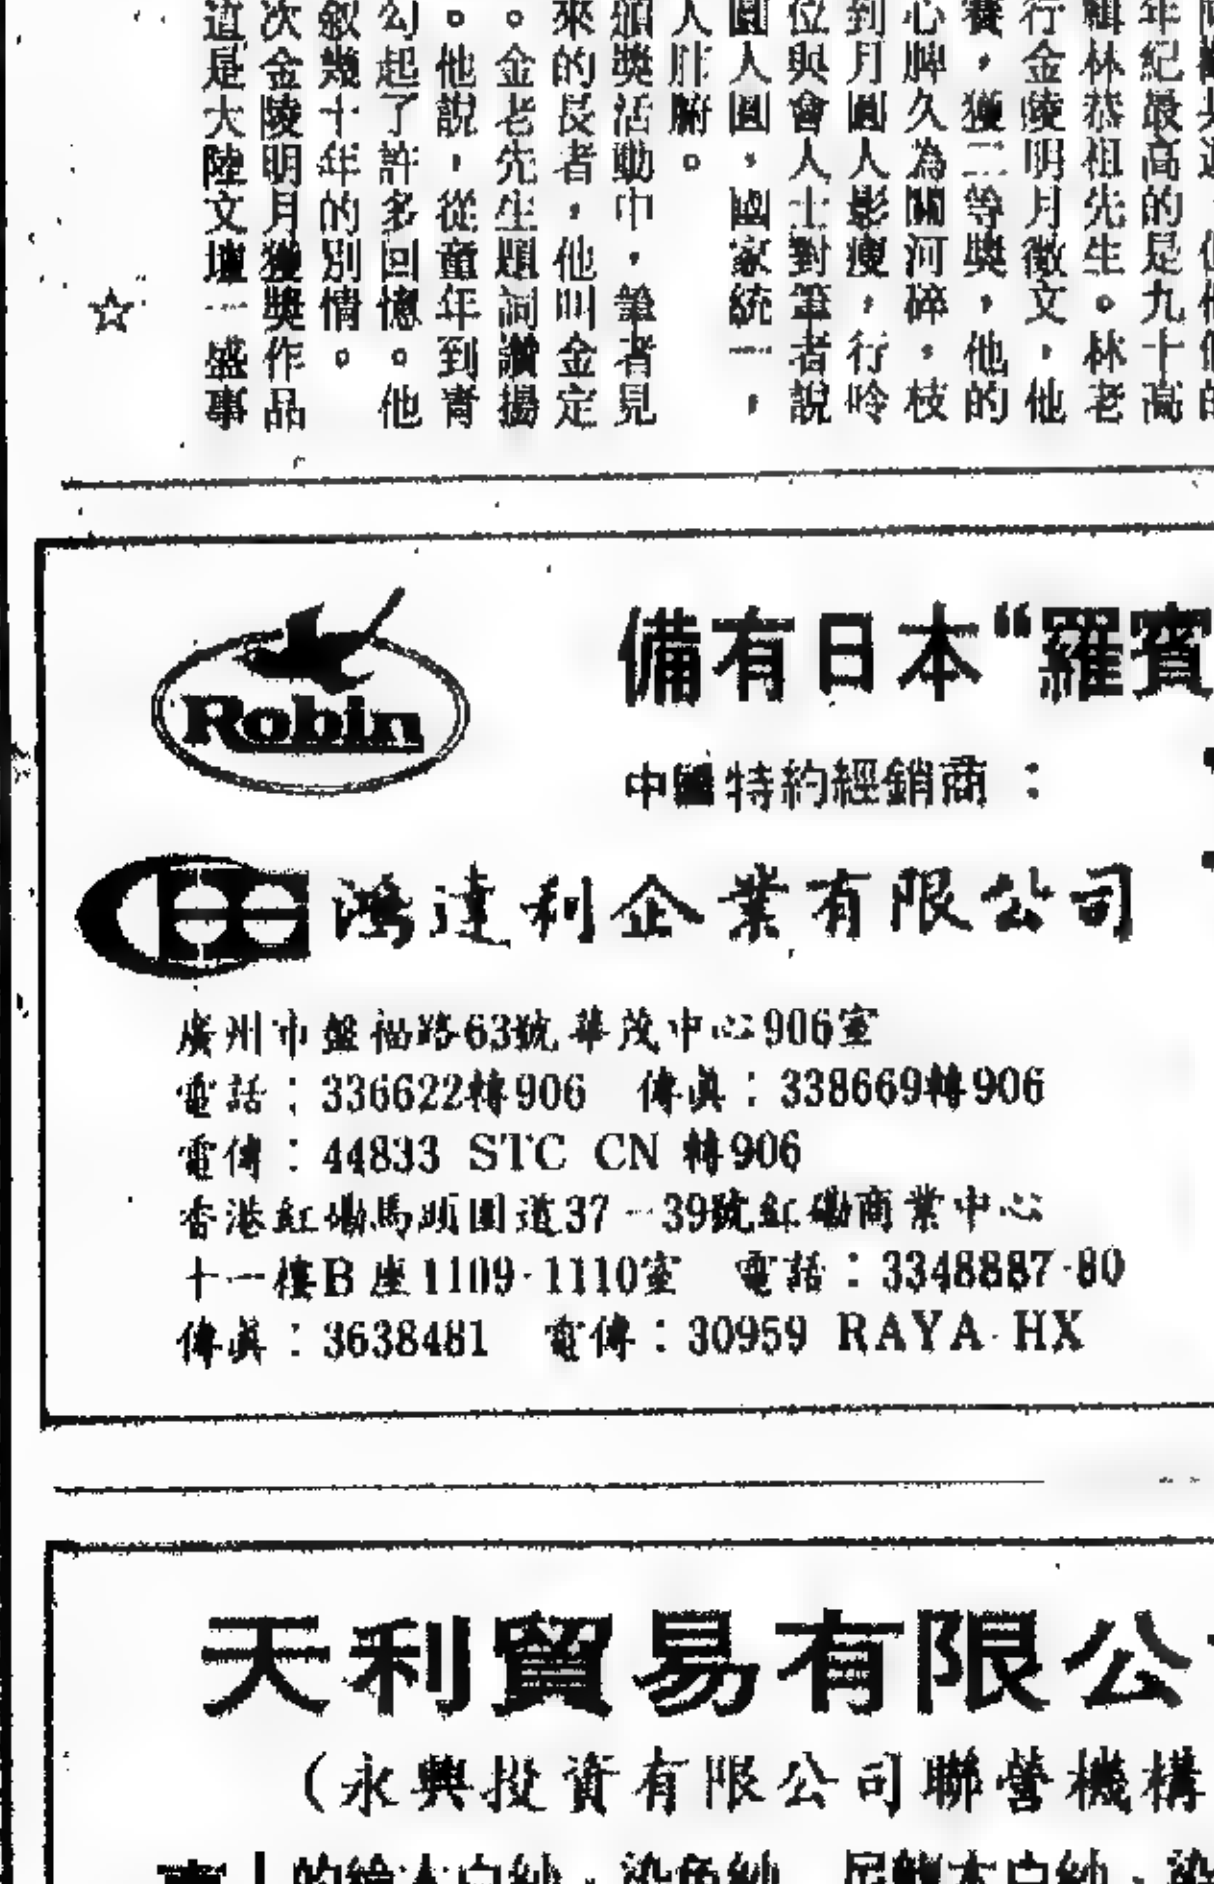 年紀最高的是九十高
輯林恭祖先生。林老
行金陵明月徵文，他
賽，獲二等獎，他的
心脾久為關河碎，枝
到月圓人影瘦，行吟
位與會人士對筆者說
圓人圓，國家統一，
人肝腑。
頒獎活動中，筆者見
來的長者，他叫金定
。金老先生題詞讚揚
。他說，從童年到青
勾起了許多回憶。他
敘幾十年的別情。
次金陵明月獲獎作品
道是大陸文壇一盛事
☆
Robin
備有日本“羅賓
中國特約經銷商：
鴻達利企業有限公司
廣州市盤福路63號華茂中心906室
電話：336622轉906 傳眞：338669轉906
電傳：44833 STC CN 轉906
香港紅磡馬頭圍道37-39號紅磡商業中心
十一樓B座1109-1110室 電話：3348887-80
傳眞：3638481 電傳：30959 RAYA HX
天利貿易有限公
（永興投資有限公司聯營機構